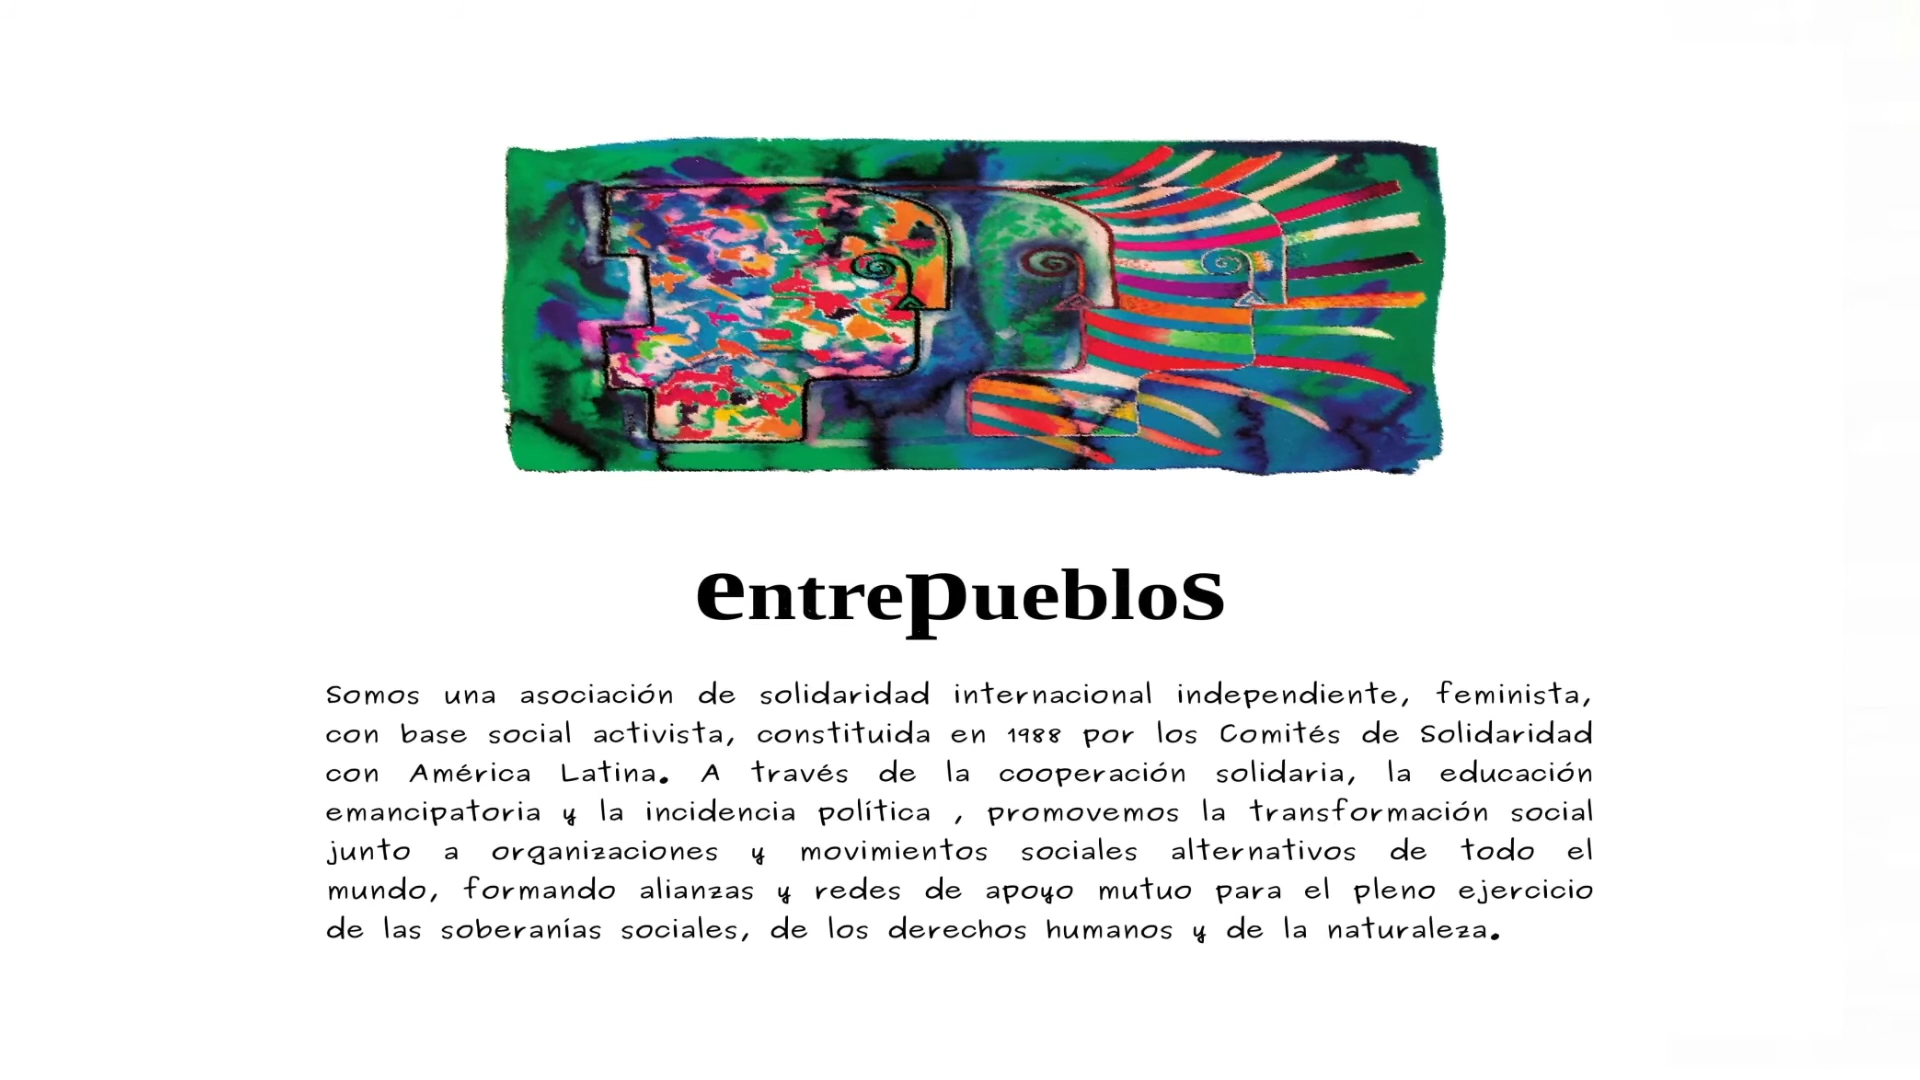 entrepueblos
Somos una asociación de solidaridad internacional independiente, feminista,
con base social activista, constituida en 1988 por los Comités de Solidaridad
con América Latina. A través de la cooperación solidaria, la educación
emancipatoria y la incidencia política , promovemos la transformación social
junto a organizaciones y movimientos sociales alternativos de todo el
mundo, formando alianzas y redes de apoyo mutuo para el pleno ejercicio
de las soberanías sociales, de los derechos humanos y de la naturaleza.